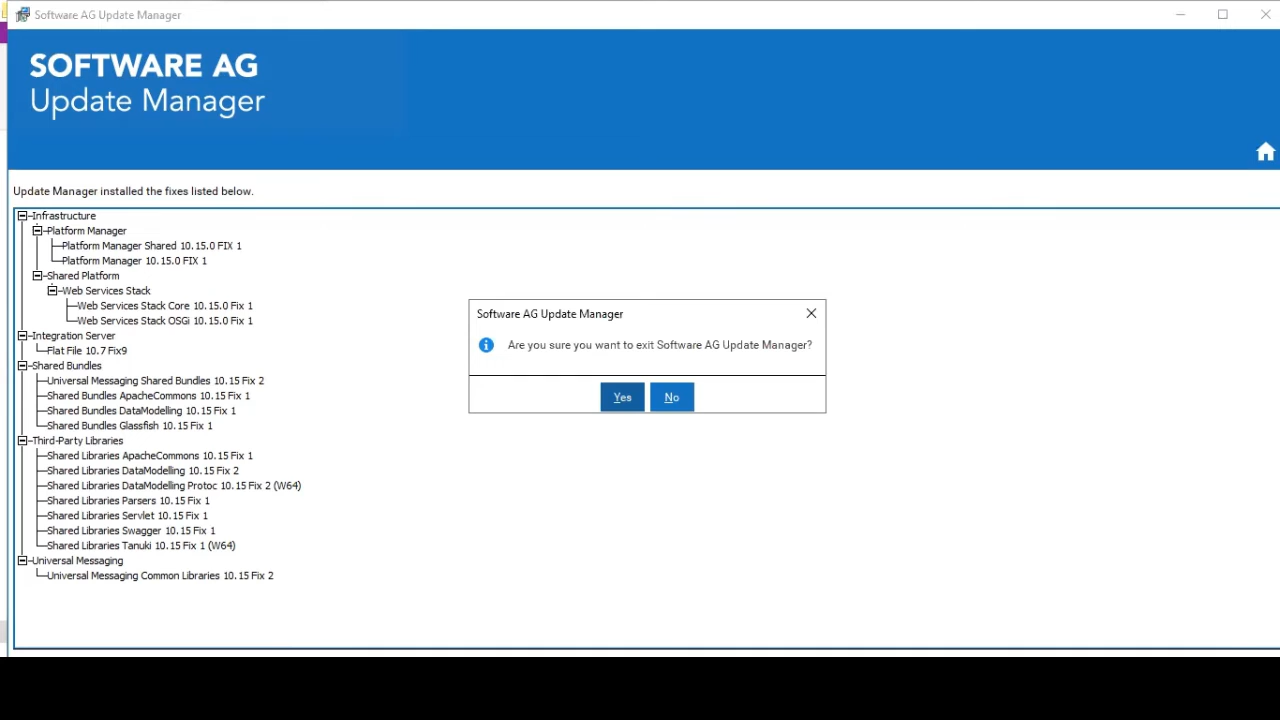 Software AG Update Manager
SOFTWARE AG
Update Manager
Update Manager installed the fixes listed below.
Infrastructure
Platform Manager
Platform Manager Shared 10.15.0 FIX 1
Platform Manager 10.15.0 FIX 1
Shared Platform
Web Services Stack
Web Services Stack Core 10.15.0 Fix 1
Web Services Stack OSGi 10.15.0 Fix 1
Integration Server
Flat File 10.7 Fix9
Shared Bundles
Universal Messaging Shared Bundles 10.15 Fix 2
Shared Bundles ApacheCommons 10.15 Fix 1
Shared Bundles DataModelling 10.15 Fix 1
Shared Bundles Glassfish 10.15 Fix 1
Third-Party Libraries
Shared Libraries ApacheCommons 10.15 Fix 1
Shared Libraries DataModelling 10.15 Fix 2
Shared Libraries DataModelling Protoc 10.15 Fix 2 (W64)
Shared Libraries Parsers 10.15 Fix 1
Shared Libraries Servlet 10.15 Fix 1
Shared Libraries Swagger 10.15 Fix 1
Shared Libraries Tanuki 10.15 Fix 1 (W64)
Universal Messaging
Universal Messaging Common Libraries 10.15 Fix 2
Software AG Update Manager
Are you sure you want to exit Software AG Update Manager?
Yes No